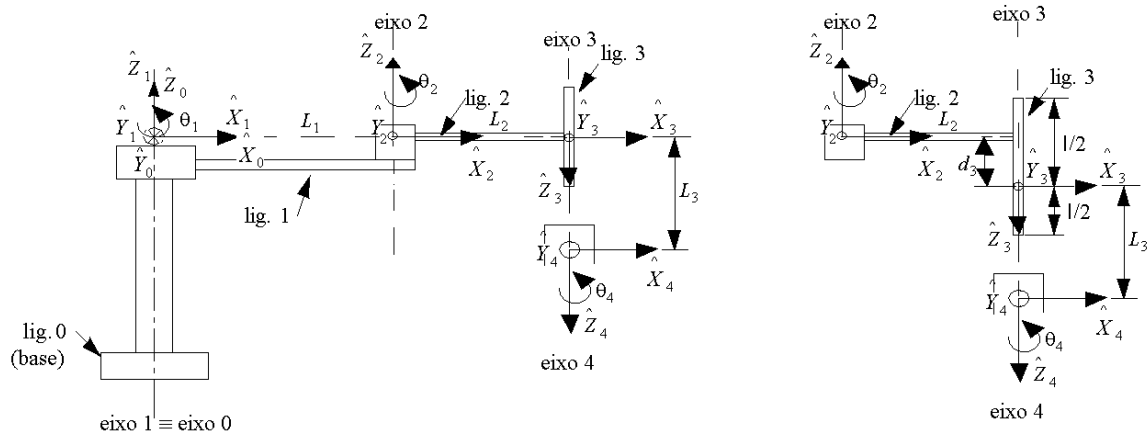 eixo 2
eixo 3
Ẑ₁
Ẑ₀
θ₁
Ŷ₁
X̂₁
L₁
Ŷ₀
X̂₀
Ẑ₂
θ₂
lig. 3
lig. 2
L₂
Ŷ₂
X̂₂
Ŷ₃
X̂₃
Ẑ₃
L₃
lig. 1
Ŷ₄
X̂₄
θ₄
Ẑ₄
eixo 4
lig. 0
(base)
eixo 1 ≡ eixo 0
eixo 2
eixo 3
Ẑ₂
θ₂
lig. 3
lig. 2
L₂
Ŷ₂
X̂₂
d₃
l/2
Ŷ₃
X̂₃
l/2
Ẑ₃
L₃
Ŷ₄
X̂₄
θ₄
Ẑ₄
eixo 4